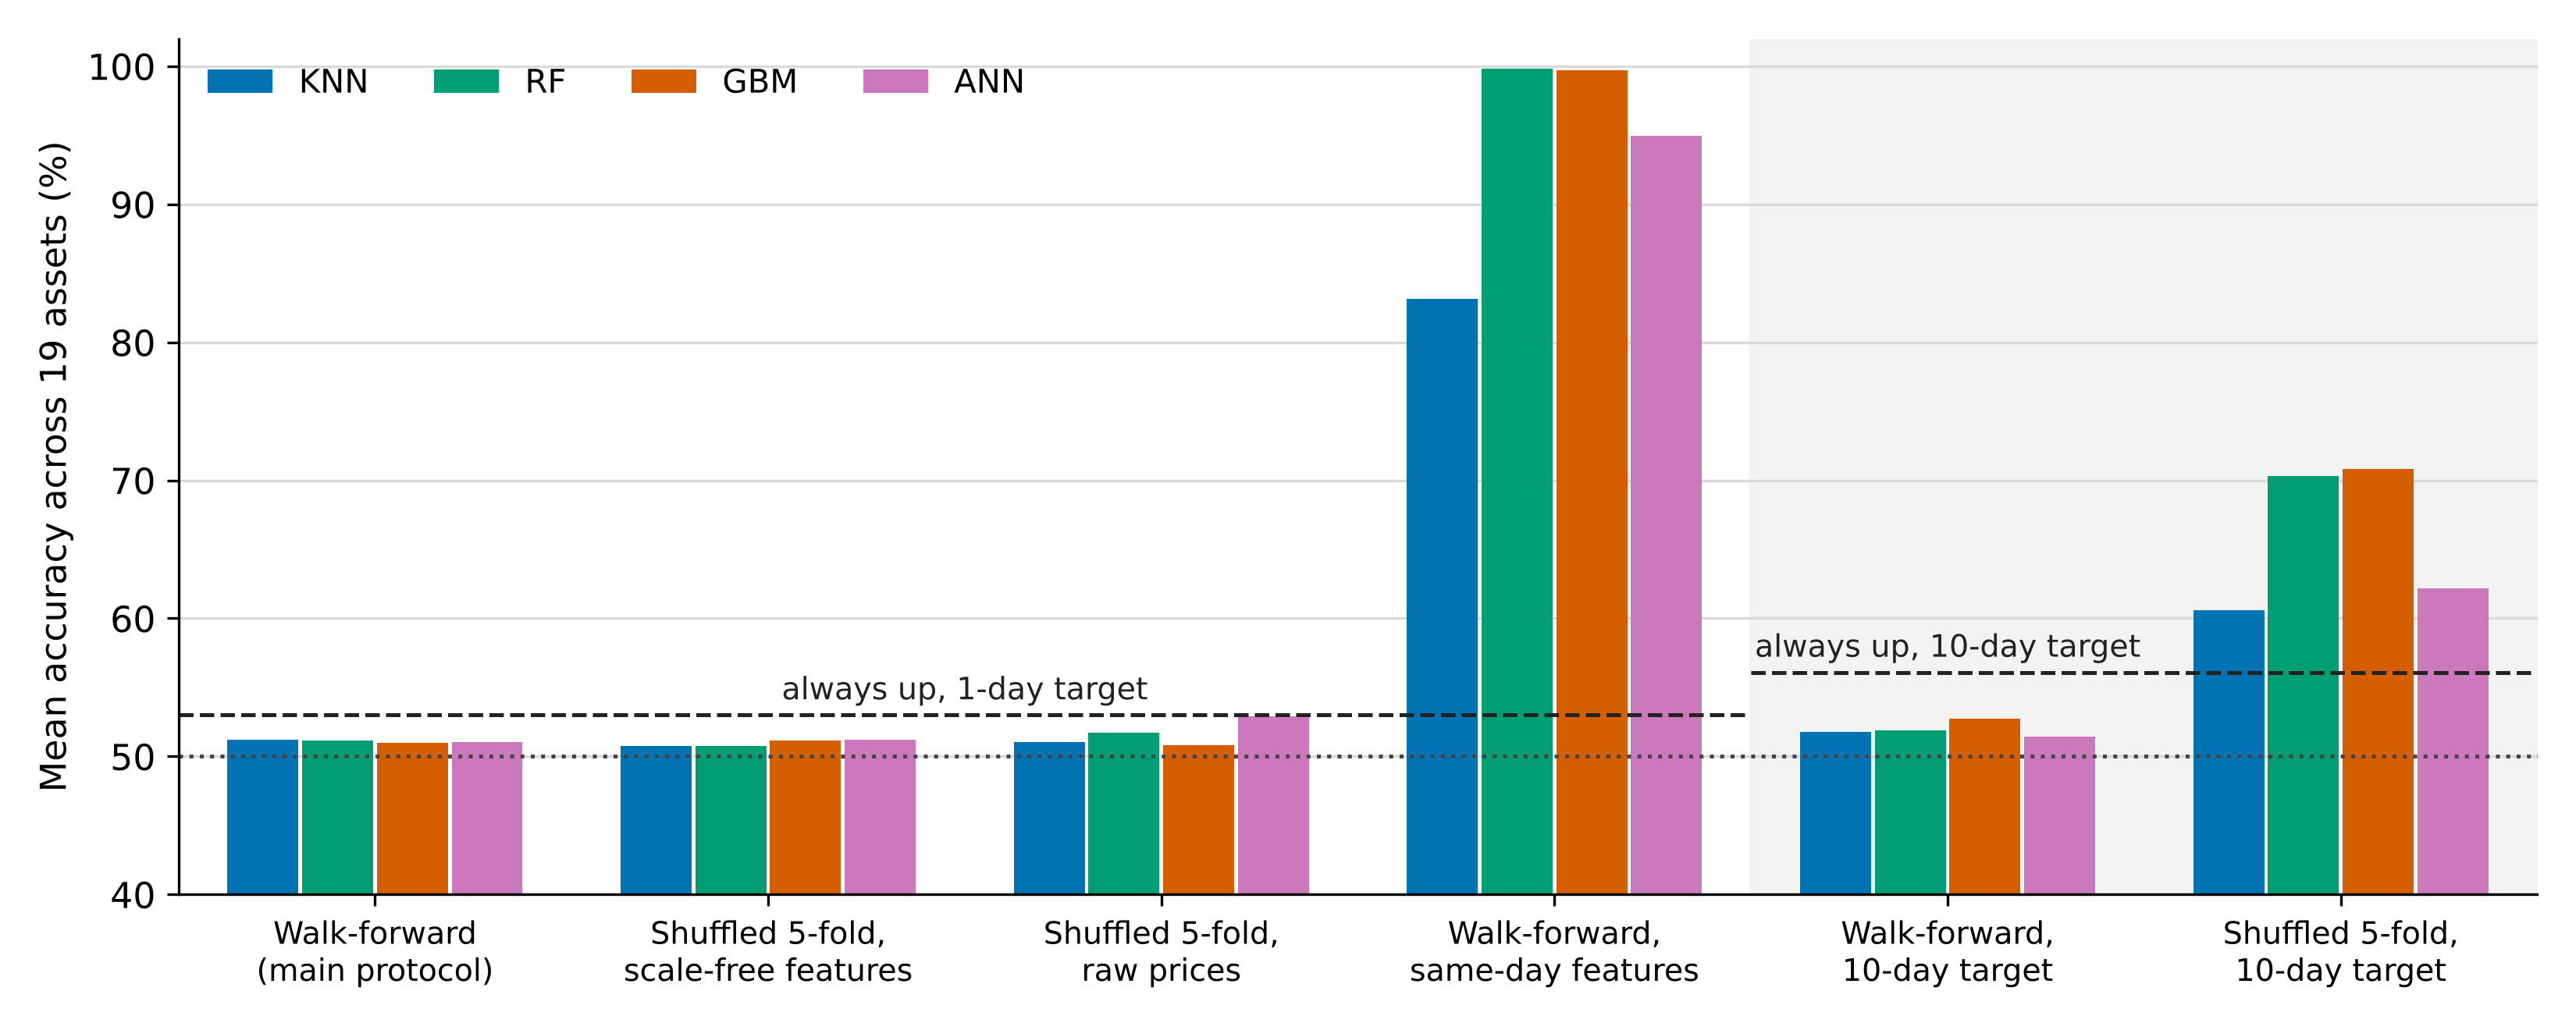 Mean accuracy across 19 assets (%)
100
90
80
70
60
50
40
KNN RF GBM ANN
always up, 1-day target
always up, 10-day target
Walk-forward
(main protocol)
Shuffled 5-fold,
scale-free features
Shuffled 5-fold,
raw prices
Walk-forward,
same-day features
Walk-forward,
10-day target
Shuffled 5-fold,
10-day target